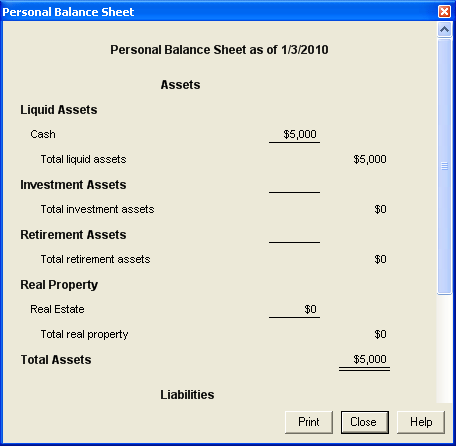 Personal Balance Sheet
Personal Balance Sheet as of 1/3/2010
Assets
Liquid Assets
Cash $5,000
Total liquid assets $5,000
Investment Assets
Total investment assets $0
Retirement Assets
Total retirement assets $0
Real Property
Real Estate $0
Total real property $0
Total Assets $5,000
Liabilities
Print Close Help